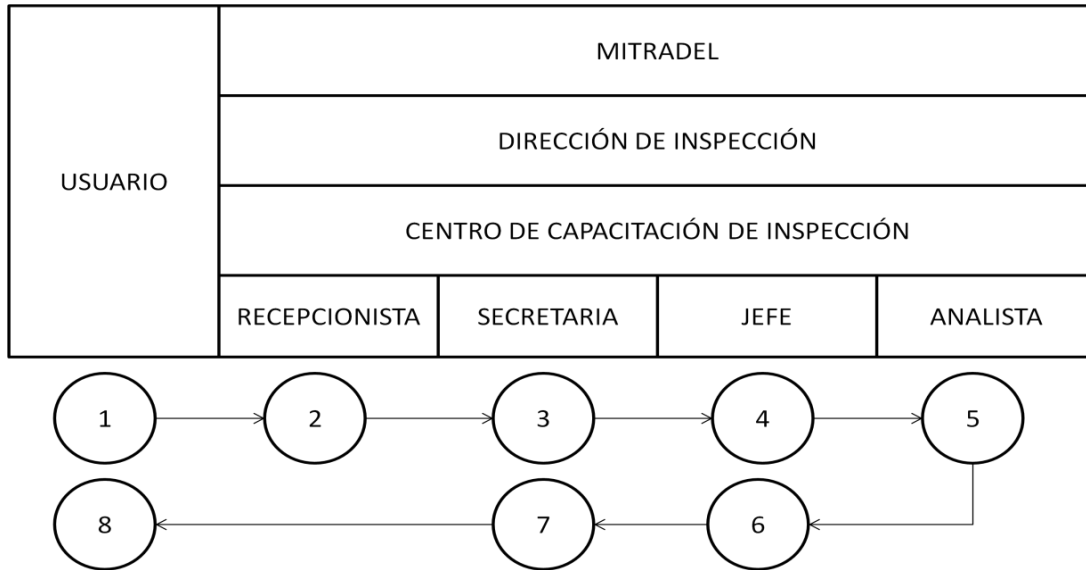 USUARIO
MITRADEL
DIRECCIÓN DE INSPECCIÓN
CENTRO DE CAPACITACIÓN DE INSPECCIÓN
RECEPCIONISTA
SECRETARIA
JEFE
ANALISTA
1
2
3
4
5
8
7
6